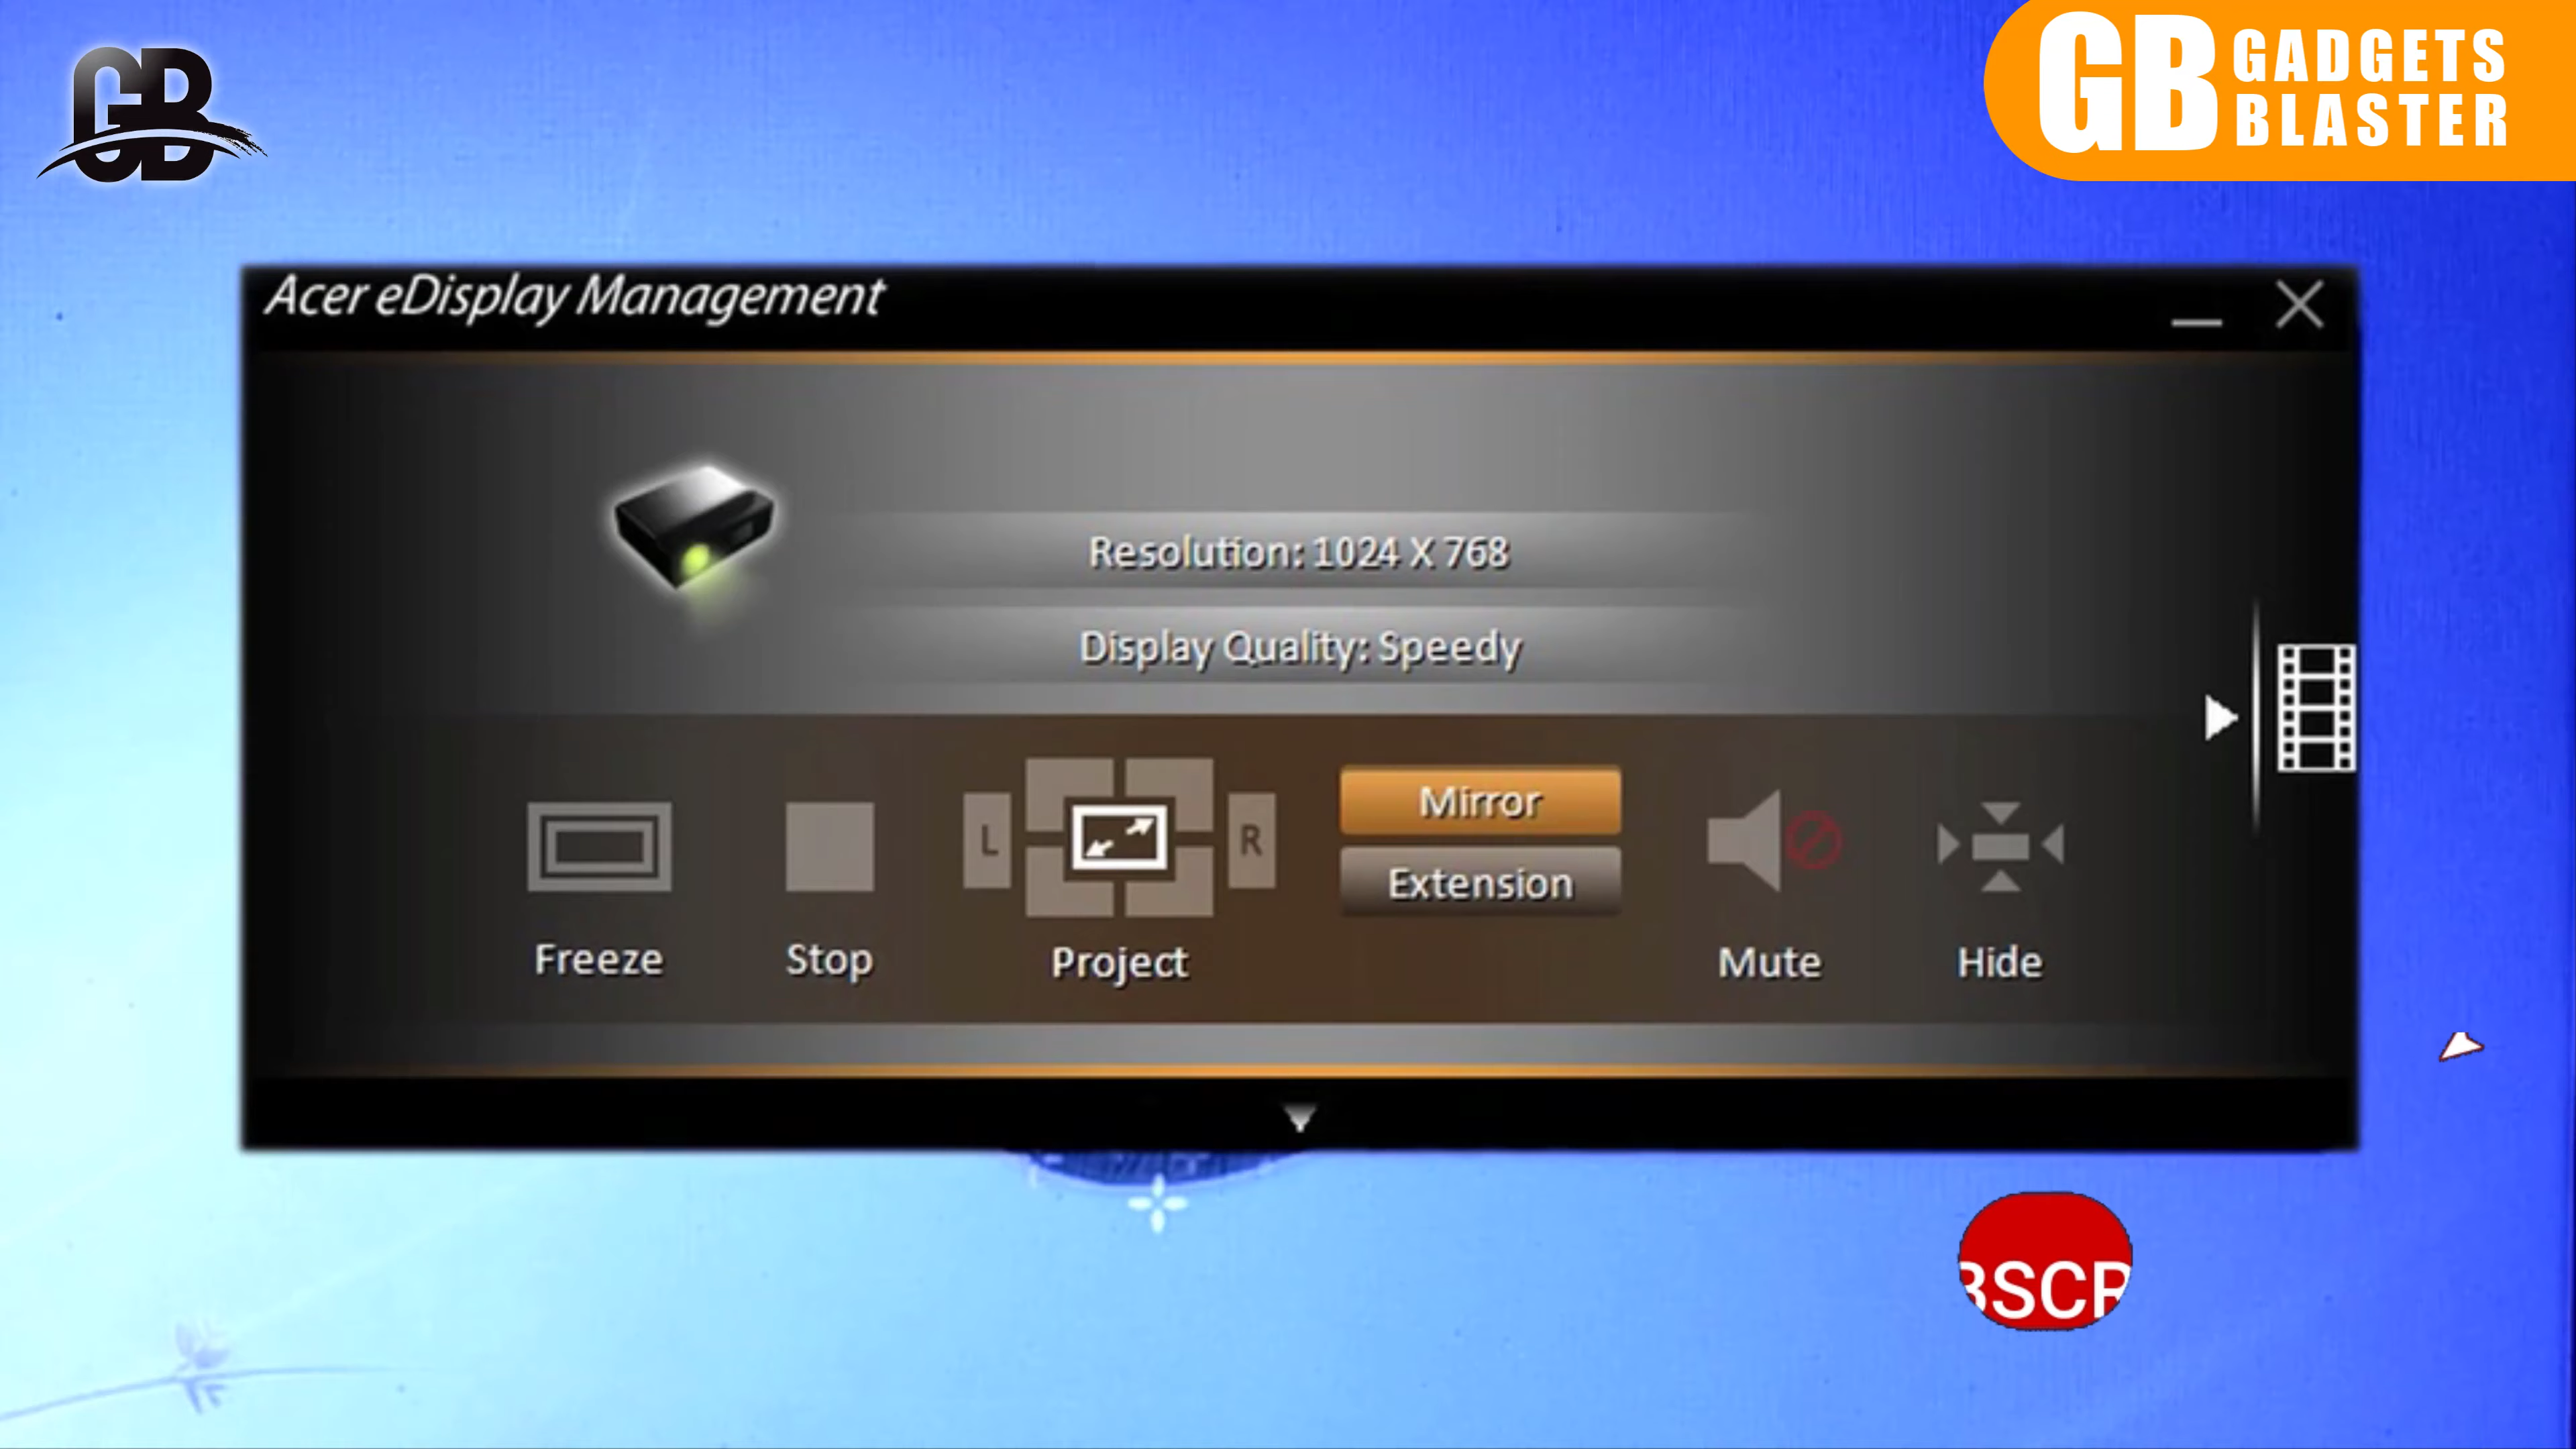 GB
GB GADGETS
BLASTER
Acer eDisplay Management
Resolution: 1024 X 768
Display Quality: Speedy
L
R
Mirror
Extension
Freeze
Stop
Project
Mute
Hide
BSCR